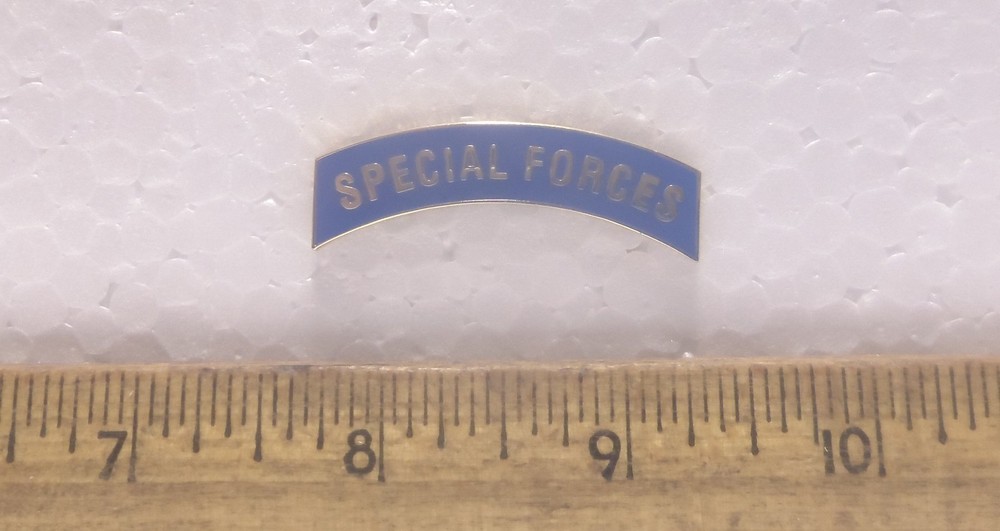 SPECIAL FORCES
7 8 9 10